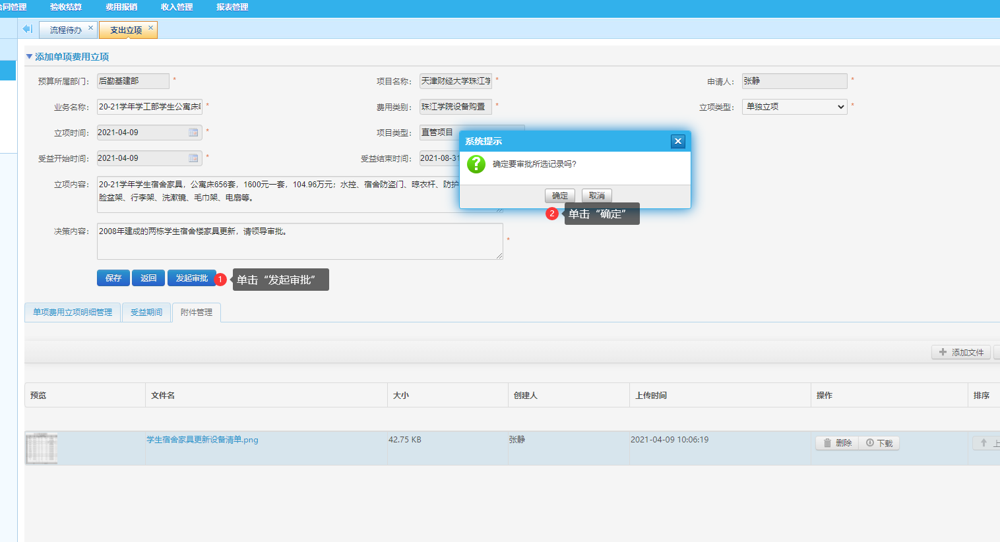 合同管理 验收结算 费用报销 收入管理 报表管理
流程待办 支出立项
添加单项费用立项
预算所属部门： 后勤基建部 * 项目名称： 天津财经大学珠江学 * 申请人： 张静 *
业务名称： 20-21学年学工部学生公寓床 * 费用类别： 珠江学院设备购置 * 立项类型： 单独立项 *
立项时间： 2021-04-09 * 项目类型： 直管项目
受益开始时间： 2021-04-09 * 受益结束时间： 2021-08-31
系统提示
确定要审批所选记录吗?
确定 取消
2 单击“确定”
立项内容： 20-21学年学生宿舍家具，公寓床656套，1600元一套，104.96万元；水控、宿舍防盗门、晾衣杆、防护
脸盆架、行李架、洗漱镜、毛巾架、电扇等。
决策内容： 2008年建成的两栋学生宿舍楼家具更新，请领导审批。 *
保存 返回 发起审批 1 单击“发起审批”
单项费用立项明细管理 受益期间 附件管理
添加文件
预览 文件名 大小 创建人 上传时间 操作 排序
学生宿舍家具更新设备清单.png 42.75 KB 张静 2021-04-09 10:06:19 删除 下载 上